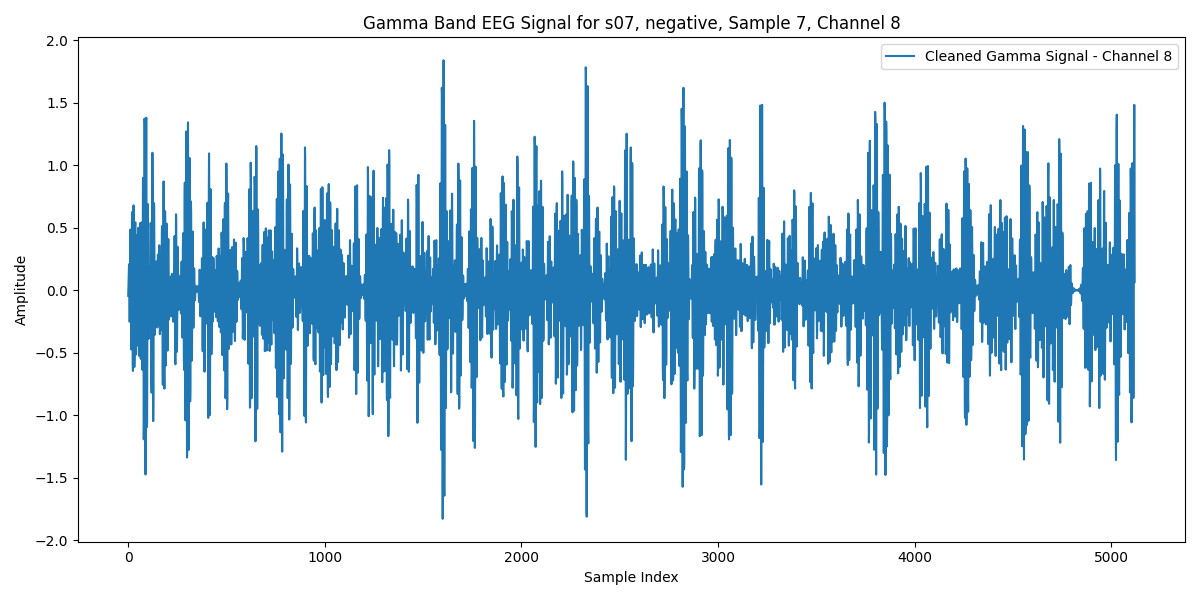 Gamma Band EEG Signal for s07, negative, Sample 7, Channel 8
Cleaned Gamma Signal - Channel 8
2.0
1.5
1.0
0.5
0.0
−0.5
−1.0
−1.5
−2.0
Amplitude
0 1000 2000 3000 4000 5000
Sample Index